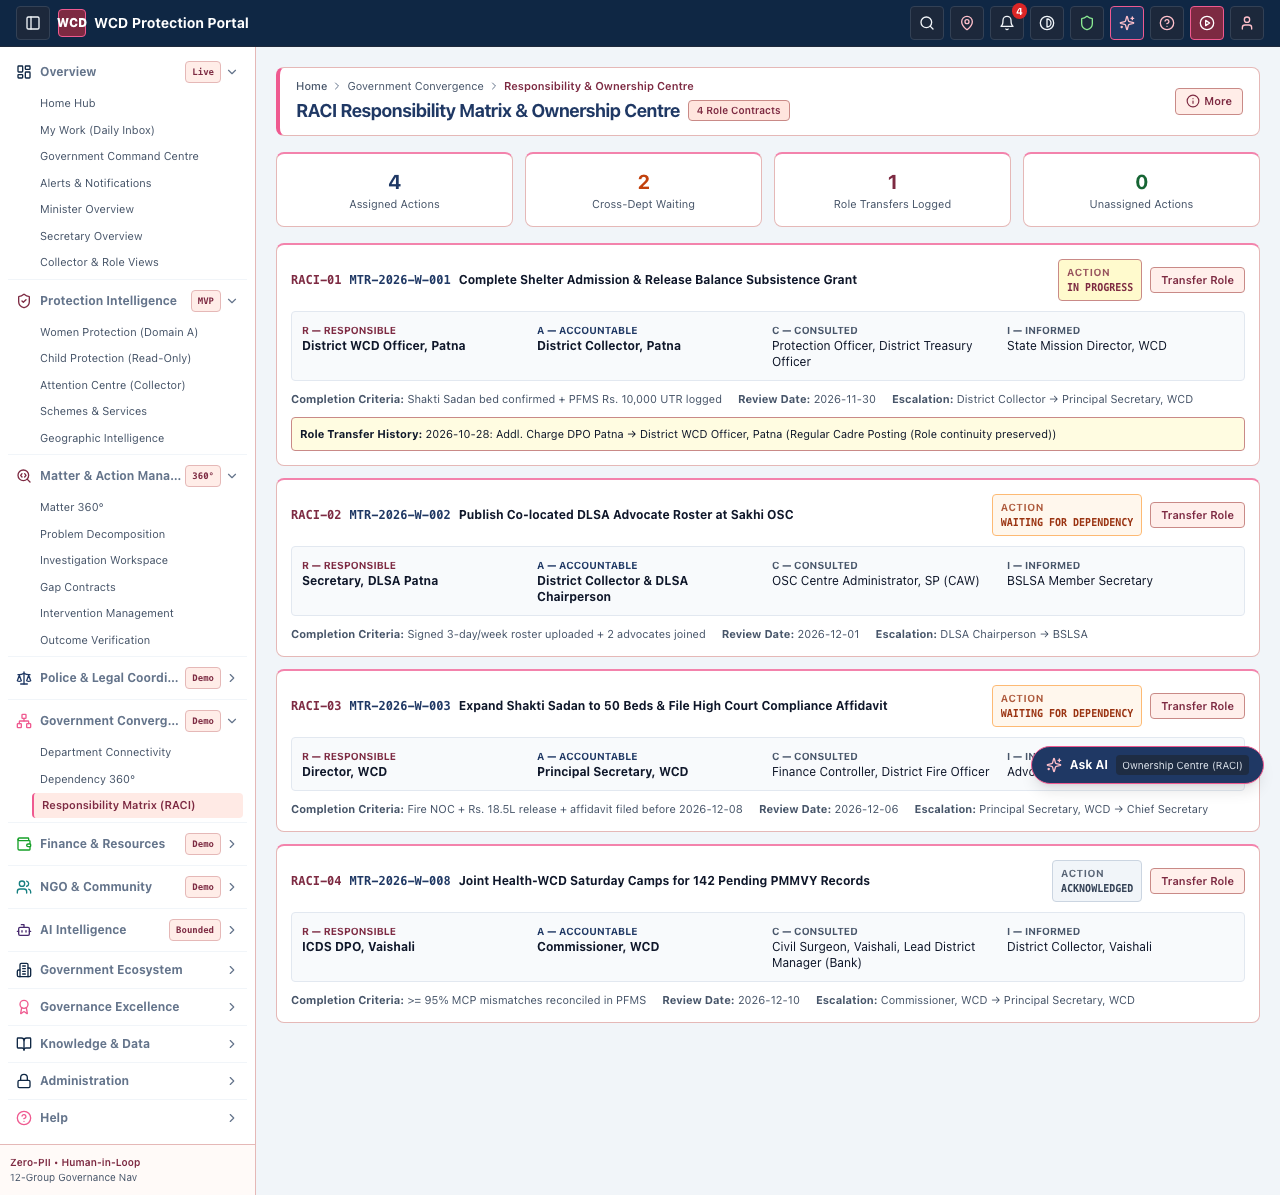 WCD WCD Protection Portal
4
Overview Live
Home Hub
My Work (Daily Inbox)
Government Command Centre
Alerts & Notifications
Minister Overview
Secretary Overview
Collector & Role Views
Protection Intelligence MVP
Women Protection (Domain A)
Child Protection (Read-Only)
Attention Centre (Collector)
Schemes & Services
Geographic Intelligence
Matter & Action Mana... 360°
Matter 360°
Problem Decomposition
Investigation Workspace
Gap Contracts
Intervention Management
Outcome Verification
Police & Legal Coordi... Demo
Government Converg... Demo
Department Connectivity
Dependency 360°
Responsibility Matrix (RACI)
Finance & Resources Demo
NGO & Community Demo
AI Intelligence Bounded
Government Ecosystem
Governance Excellence
Knowledge & Data
Administration
Help
Zero-PII • Human-in-Loop
12-Group Governance Nav
Home > Government Convergence > Responsibility & Ownership Centre
RACI Responsibility Matrix & Ownership Centre 4 Role Contracts
More
4
Assigned Actions
2
Cross-Dept Waiting
1
Role Transfers Logged
0
Unassigned Actions
RACI-01 MTR-2026-W-001 Complete Shelter Admission & Release Balance Subsistence Grant
ACTION
IN PROGRESS
Transfer Role
R — RESPONSIBLE
District WCD Officer, Patna
A — ACCOUNTABLE
District Collector, Patna
C — CONSULTED
Protection Officer, District Treasury
Officer
I — INFORMED
State Mission Director, WCD
Completion Criteria: Shakti Sadan bed confirmed + PFMS Rs. 10,000 UTR logged Review Date: 2026-11-30 Escalation: District Collector → Principal Secretary, WCD
Role Transfer History: 2026-10-28: Addl. Charge DPO Patna → District WCD Officer, Patna (Regular Cadre Posting (Role continuity preserved))
RACI-02 MTR-2026-W-002 Publish Co-located DLSA Advocate Roster at Sakhi OSC
ACTION
WAITING FOR DEPENDENCY
Transfer Role
R — RESPONSIBLE
Secretary, DLSA Patna
A — ACCOUNTABLE
District Collector & DLSA
Chairperson
C — CONSULTED
OSC Centre Administrator, SP (CAW)
I — INFORMED
BSLSA Member Secretary
Completion Criteria: Signed 3-day/week roster uploaded + 2 advocates joined Review Date: 2026-12-01 Escalation: DLSA Chairperson → BSLSA
RACI-03 MTR-2026-W-003 Expand Shakti Sadan to 50 Beds & File High Court Compliance Affidavit
ACTION
WAITING FOR DEPENDENCY
Transfer Role
R — RESPONSIBLE
Director, WCD
A — ACCOUNTABLE
Principal Secretary, WCD
C — CONSULTED
Finance Controller, District Fire Officer
I — IN
Advo
Ask AI Ownership Centre (RACI)
Completion Criteria: Fire NOC + Rs. 18.5L release + affidavit filed before 2026-12-08 Review Date: 2026-12-06 Escalation: Principal Secretary, WCD → Chief Secretary
RACI-04 MTR-2026-W-008 Joint Health-WCD Saturday Camps for 142 Pending PMMVY Records
ACTION
ACKNOWLEDGED
Transfer Role
R — RESPONSIBLE
ICDS DPO, Vaishali
A — ACCOUNTABLE
Commissioner, WCD
C — CONSULTED
Civil Surgeon, Vaishali, Lead District
Manager (Bank)
I — INFORMED
District Collector, Vaishali
Completion Criteria: >= 95% MCP mismatches reconciled in PFMS Review Date: 2026-12-10 Escalation: Commissioner, WCD → Principal Secretary, WCD